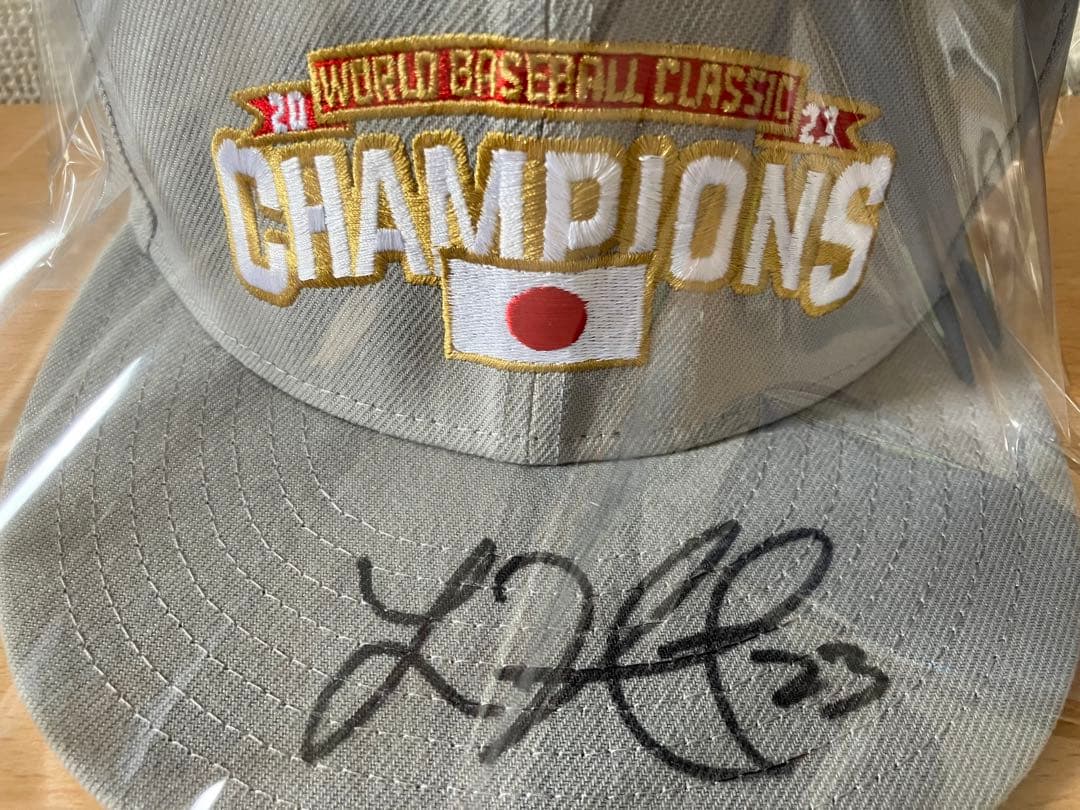 WORLD BASEBALL CLASSIC
20 23
CHAMPIONS
23